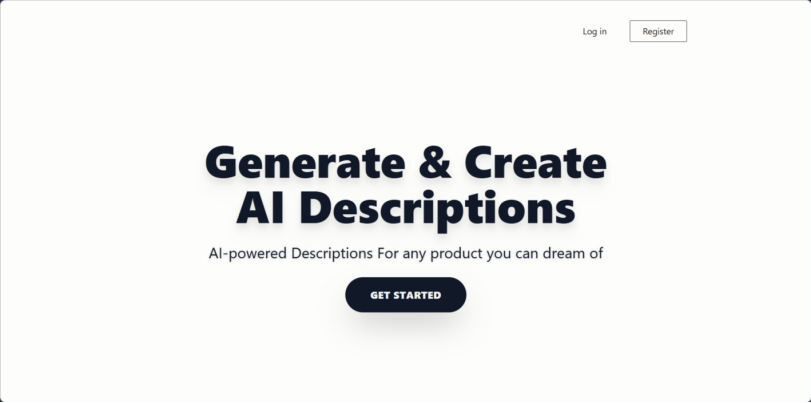 Log in
Register
Generate & Create
AI Descriptions
AI-powered Descriptions For any product you can dream of
GET STARTED